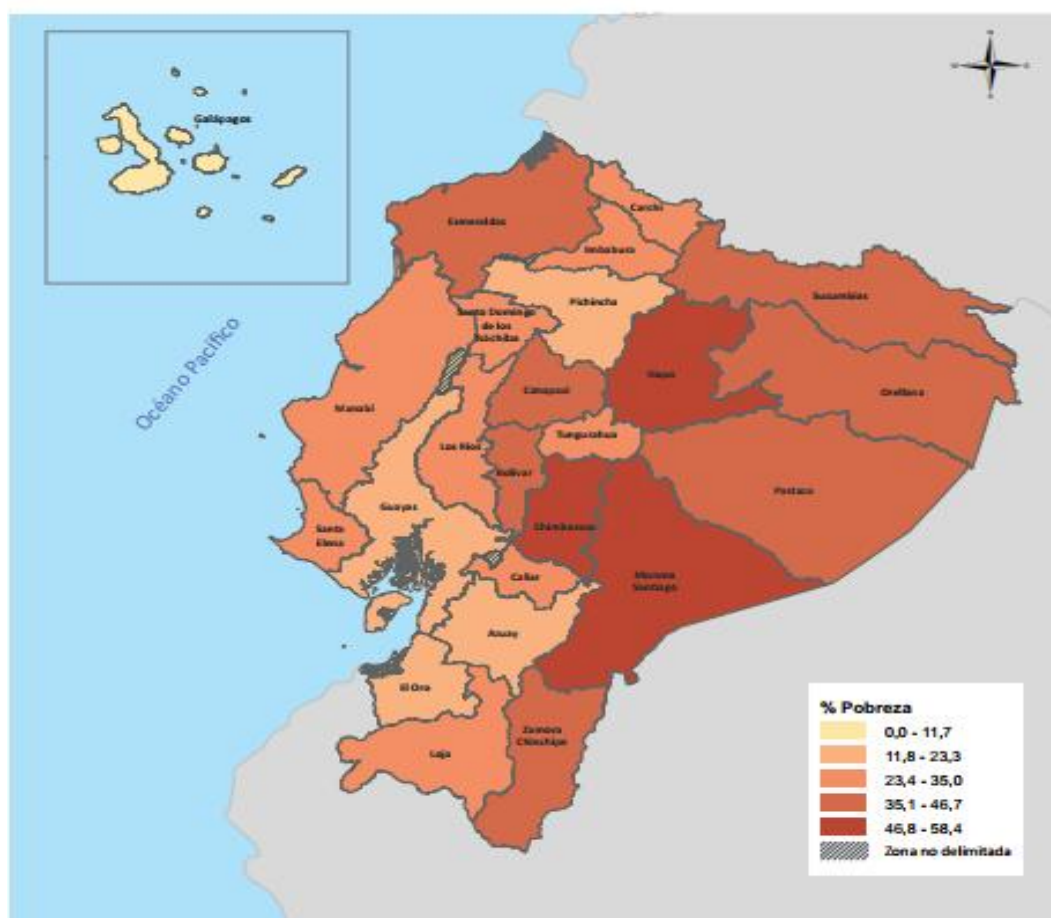 Galápagos
Océano Pacífico
Esmeraldas
Carchi
Imbabura
Pichincha
Sucumbíos
Santo Domingo
de los
Tsáchilas
Napo
Orellana
Cotopaxi
Manabí
Los Ríos
Tungurahua
Bolívar
Pastaza
Guayas
Santa
Elena
Chimborazo
Morona
Santiago
Cañar
Azuay
El Oro
Zamora
Chinchipe
Loja
% Pobreza
0,0 - 11,7
11,8 - 23,3
23,4 - 35,0
35,1 - 46,7
46,8 - 58,4
Zona no delimitada